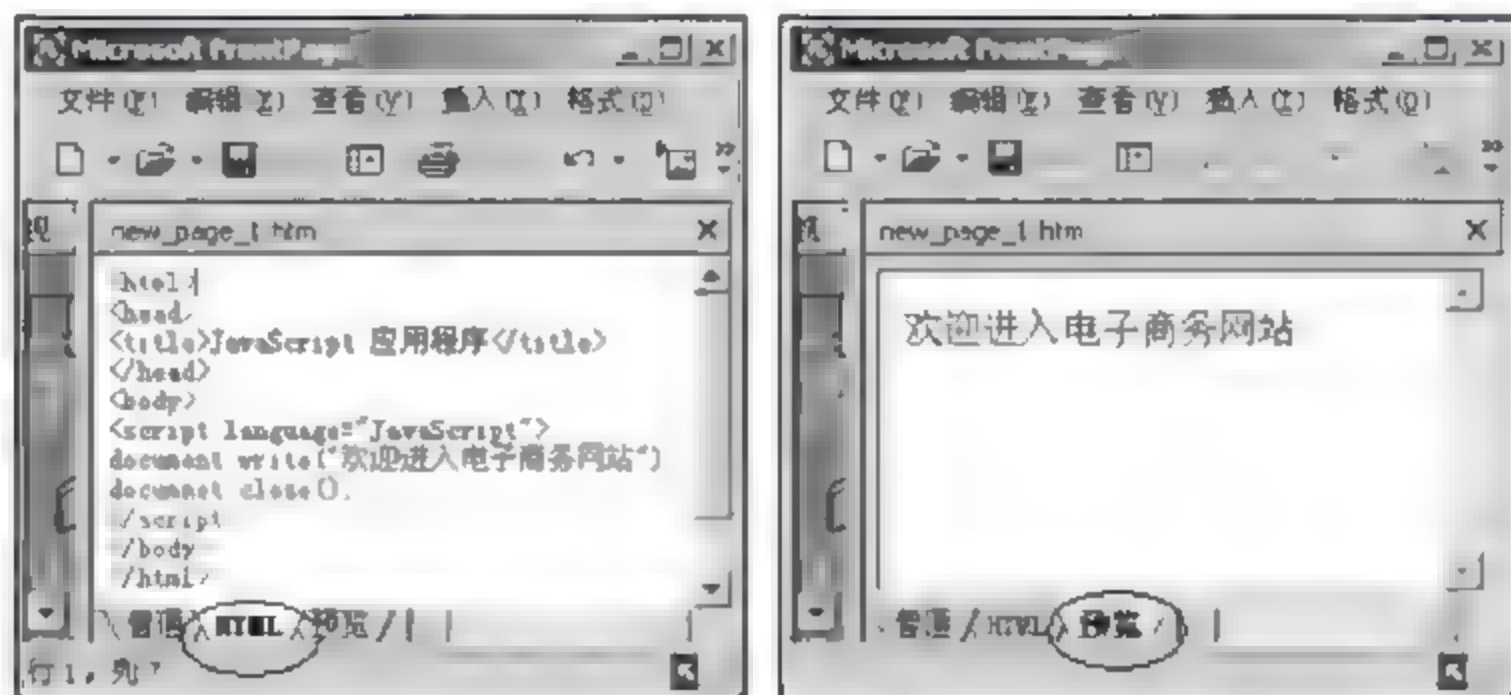 Microsoft FrontPage
文件(F) 编辑(E) 查看(V) 插入(I) 格式(O)
new_page_1.htm
<html>
<head>
<title>JavaScript 应用程序</title>
</head>
<body>
<script language="JavaScript">
document.write("欢迎进入电子商务网站")
document.close();
</script>
</body>
</html>
普通 HTML 预览
行 1, 列 7
Microsoft FrontPage
文件(F) 编辑(E) 查看(V) 插入(I) 格式(O)
new_page_1.htm
欢迎进入电子商务网站
普通 HTML 预览